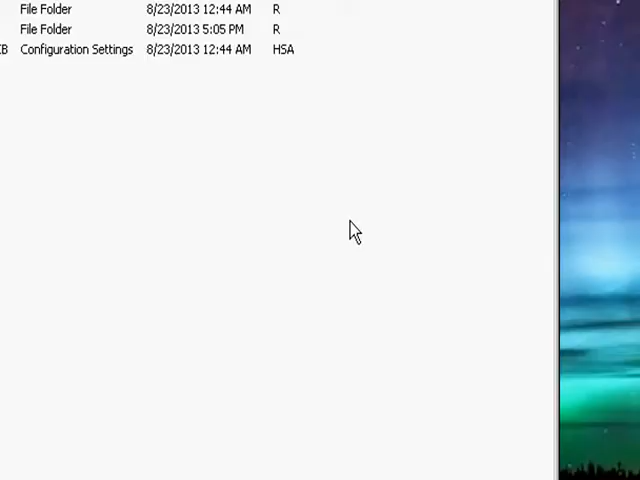 File Folder 8/23/2013 12:44 AM R
File Folder 8/23/2013 5:05 PM R
Configuration Settings 8/23/2013 12:44 AM HSA